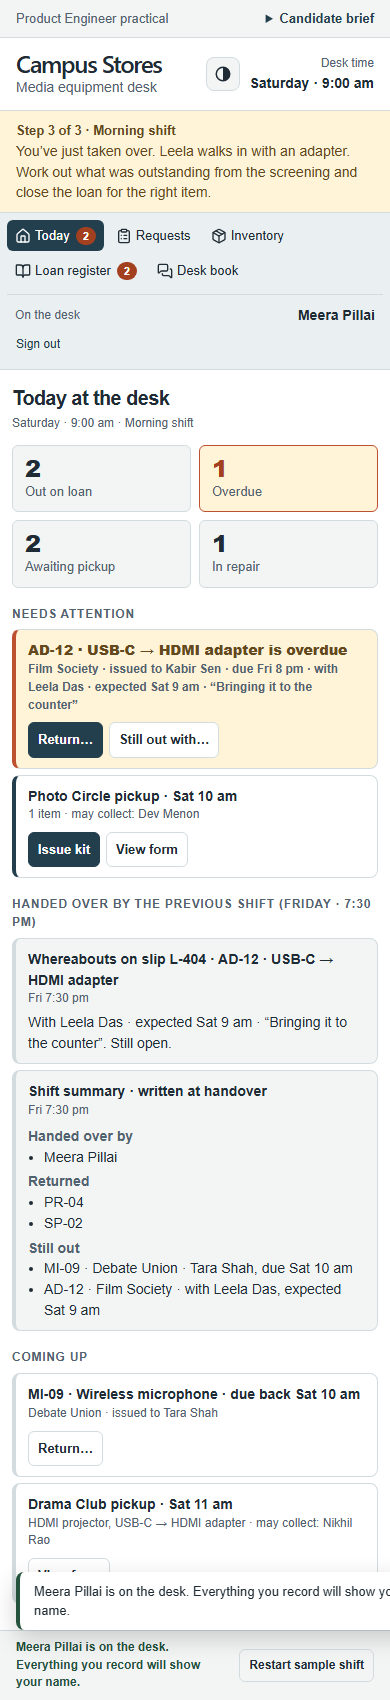 Product Engineer practical
▶ Candidate brief
Campus Stores
Media equipment desk
Desk time
Saturday · 9:00 am
Step 3 of 3 · Morning shift
You've just taken over. Leela walks in with an adapter.
Work out what was outstanding from the screening and
close the loan for the right item.
Today 2
Requests
Inventory
Loan register 2
Desk book
On the desk
Meera Pillai
Sign out
Today at the desk
Saturday · 9:00 am · Morning shift
2
Out on loan
1
Overdue
2
Awaiting pickup
1
In repair
NEEDS ATTENTION
AD-12 · USB-C → HDMI adapter is overdue
Film Society · issued to Kabir Sen · due Fri 8 pm · with
Leela Das · expected Sat 9 am · “Bringing it to the
counter”
Return…
Still out with…
Photo Circle pickup · Sat 10 am
1 item · may collect: Dev Menon
Issue kit
View form
HANDED OVER BY THE PREVIOUS SHIFT (FRIDAY · 7:30
PM)
Whereabouts on slip L-404 · AD-12 · USB-C →
HDMI adapter
Fri 7:30 pm
With Leela Das · expected Sat 9 am · “Bringing it to
the counter”. Still open.
Shift summary · written at handover
Fri 7:30 pm
Handed over by
• Meera Pillai
Returned
• PR-04
• SP-02
Still out
• MI-09 · Debate Union · Tara Shah, due Sat 10 am
• AD-12 · Film Society · with Leela Das, expected
Sat 9 am
COMING UP
MI-09 · Wireless microphone · due back Sat 10 am
Debate Union · issued to Tara Shah
Return…
Drama Club pickup · Sat 11 am
HDMI projector, USB-C → HDMI adapter · may collect: Nikhil
Rao
Meera Pillai is on the desk. Everything you record will show
name.
Meera Pillai is on the desk.
Everything you record will show
your name.
Restart sample shift